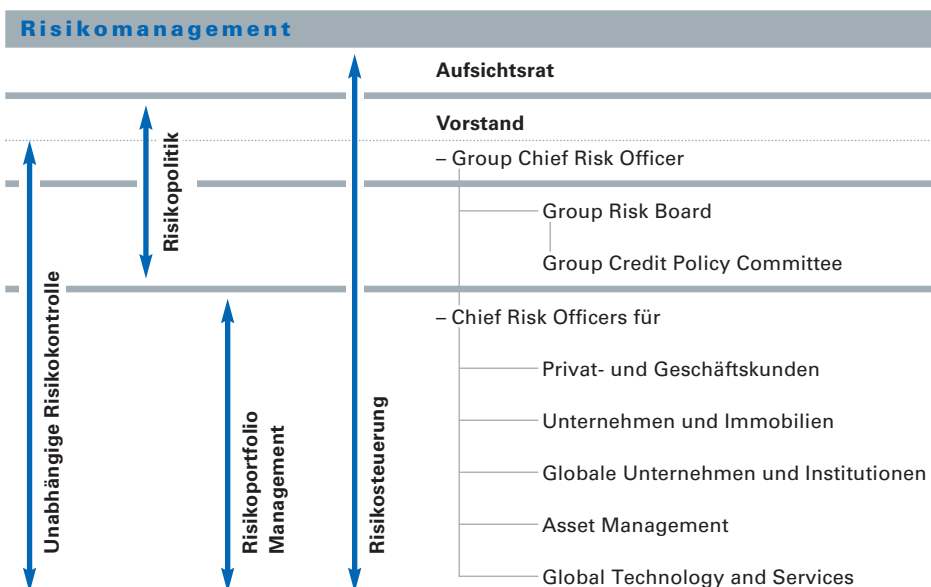 Risikomanagement
Aufsichtsrat
Vorstand
– Group Chief Risk Officer
Group Risk Board
Group Credit Policy Committee
– Chief Risk Officers für
Privat- und Geschäftskunden
Unternehmen und Immobilien
Globale Unternehmen und Institutionen
Asset Management
Global Technology and Services
Unabhängige Risikokontrolle
Risikopolitik
Risikoportfolio
Management
Risikosteuerung